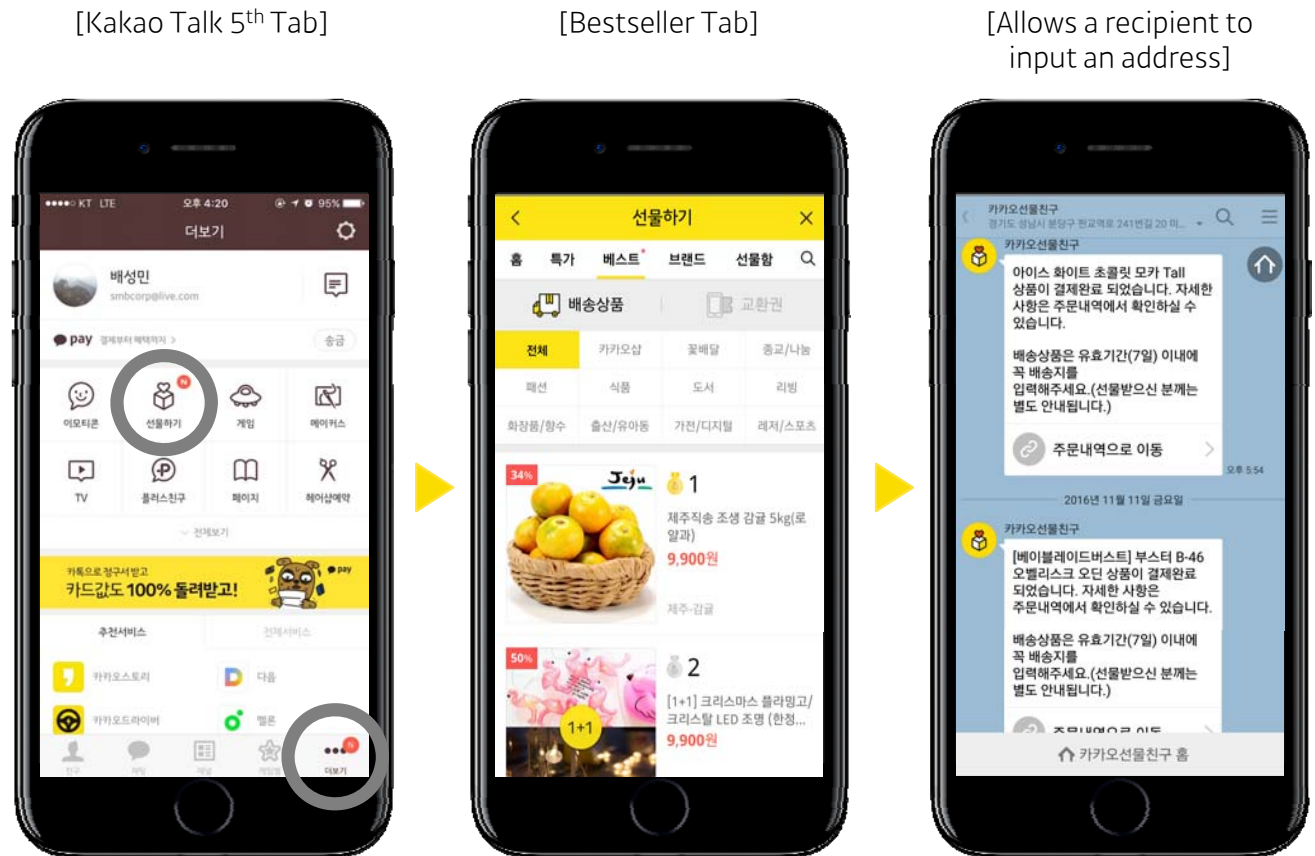 [Kakao Talk 5th Tab]
[Bestseller Tab]
[Allows a recipient to
input an address]
KT LTE
오후 4:20
95%
더보기
배성민
smbcorp@live.com
pay 결제부터 혜택까지 >
송금
N
이모티콘
선물하기
게임
메이커스
TV
플러스친구
페이지
헤어샵예약
전체보기
카톡으로 청구서 받고
카드값도 100% 돌려받고!
pay
추천서비스
전체서비스
카카오스토리
다음
카카오드라이버
멜론
친구
채팅
채널
게임별
더보기
N
선물하기
홈
특가
베스트
브랜드
선물함
배송상품
교환권
전체
카카오샵
꽃배달
종교/나눔
패션
식품
도서
리빙
화장품/향수
출산/유아동
가전/디지털
레저/스포츠
34%
Jeju
1
제주직송 조생 감귤 5kg(로
얄과)
9,900원
제주-감귤
50%
1+1
2
[1+1] 크리스마스 플라밍고/
크리스탈 LED 조명 (한정...
9,900원
카카오선물친구
경기도 성남시 분당구 판교역로 241번길 20 미...
카카오선물친구
아이스 화이트 초콜릿 모카 Tall
상품이 결제완료 되었습니다. 자세한
사항은 주문내역에서 확인하실 수
있습니다.
배송상품은 유효기간(7일) 이내에
꼭 배송지를
입력해주세요.(선물받으신 분께는
별도 안내됩니다.)
주문내역으로 이동
오후 5:54
2016년 11월 11일 금요일
카카오선물친구
[베이블레이드버스트] 부스터 B-46
오벨리스크 오딘 상품이 결제완료
되었습니다. 자세한 사항은
주문내역에서 확인하실 수 있습니다.
배송상품은 유효기간(7일) 이내에
꼭 배송지를
입력해주세요.(선물받으신 분께는
별도 안내됩니다.)
카카오선물친구 홈